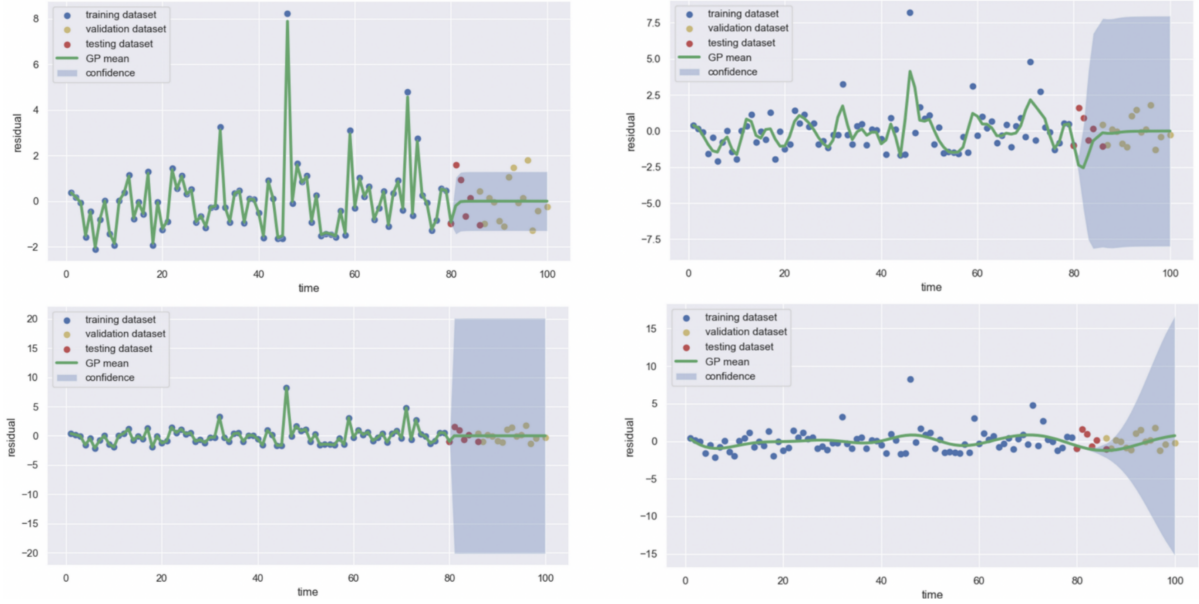 training dataset
validation dataset
testing dataset
GP mean
confidence
8
6
4
2
0
−2
residual
0 20 40 60 80 100
time
training dataset
validation dataset
testing dataset
GP mean
confidence
7.5
5.0
2.5
0.0
−2.5
−5.0
−7.5
residual
0 20 40 60 80 100
time
training dataset
validation dataset
testing dataset
GP mean
confidence
20
15
10
5
0
−5
−10
−15
−20
residual
0 20 40 60 80 100
time
training dataset
validation dataset
testing dataset
GP mean
confidence
15
10
5
0
−5
−10
−15
residual
0 20 40 60 80 100
time